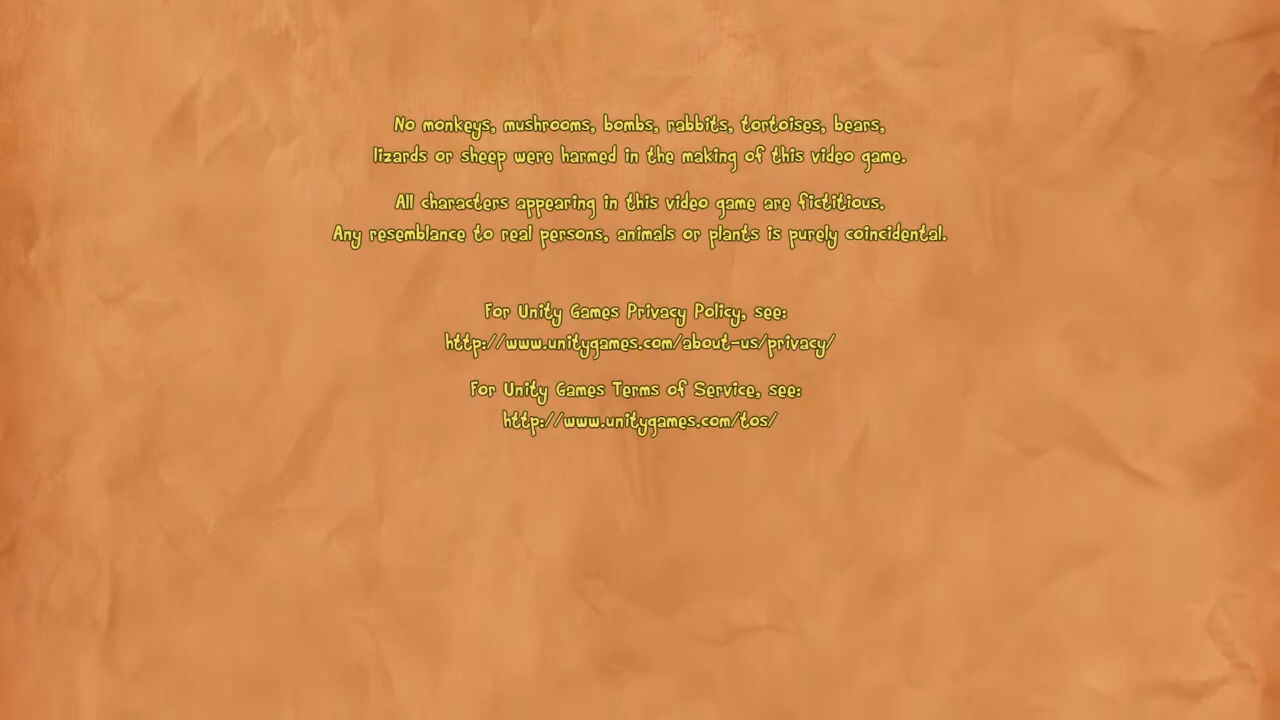 No monkeys, mushrooms, bombs, rabbits, tortoises, bears,
lizards or sheep were harmed in the making of this video game.
All characters appearing in this video game are fictitious.
Any resemblance to real persons, animals or plants is purely coincidental.
For Unity Games Privacy Policy, see:
http://www.unitygames.com/about-us/privacy/
For Unity Games Terms of Service, see:
http://www.unitygames.com/tos/